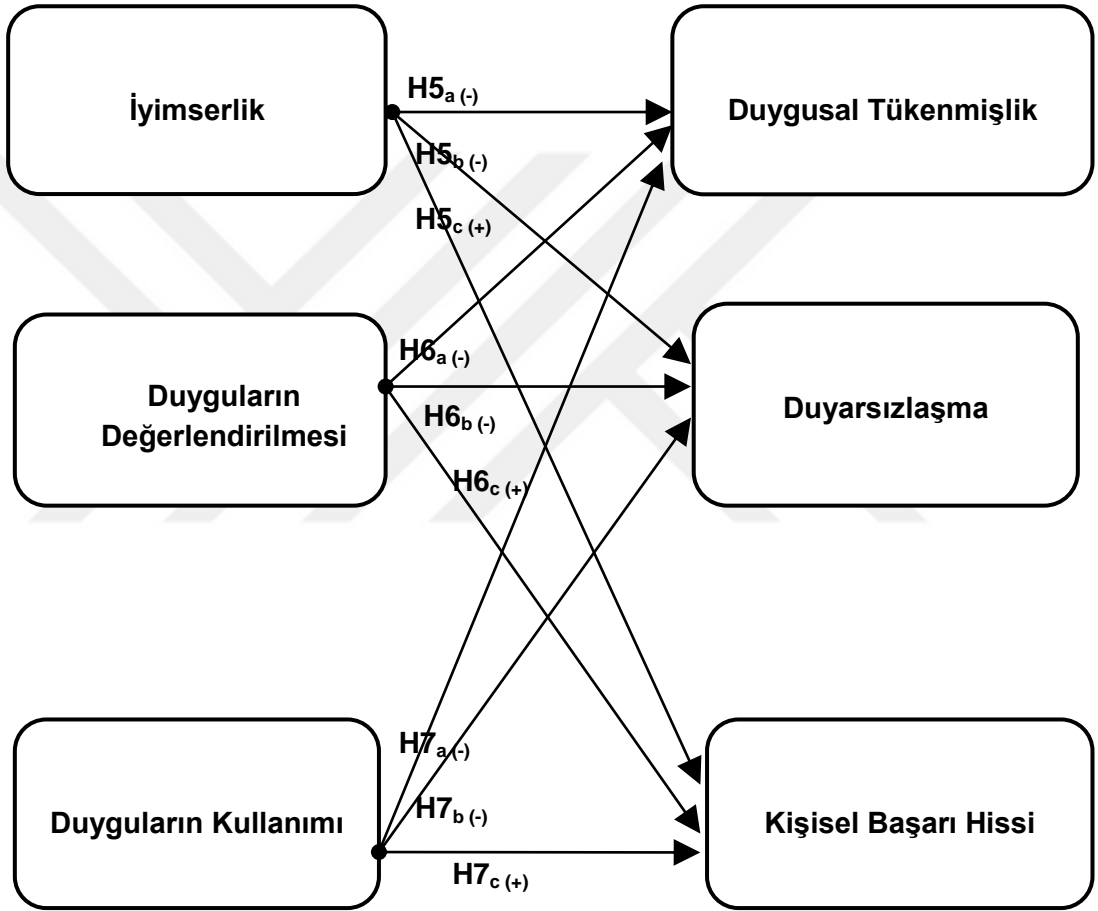 İyimserlik
H5a (-)
Duygusal Tükenmişlik
H5b (-)
H5c (+)
Duyguların
Değerlendirilmesi
H6a (-)
H6b (-)
H6c (+)
Duyarsızlaşma
Duyguların Kullanımı
H7a (-)
H7b (-)
H7c (+)
Kişisel Başarı Hissi